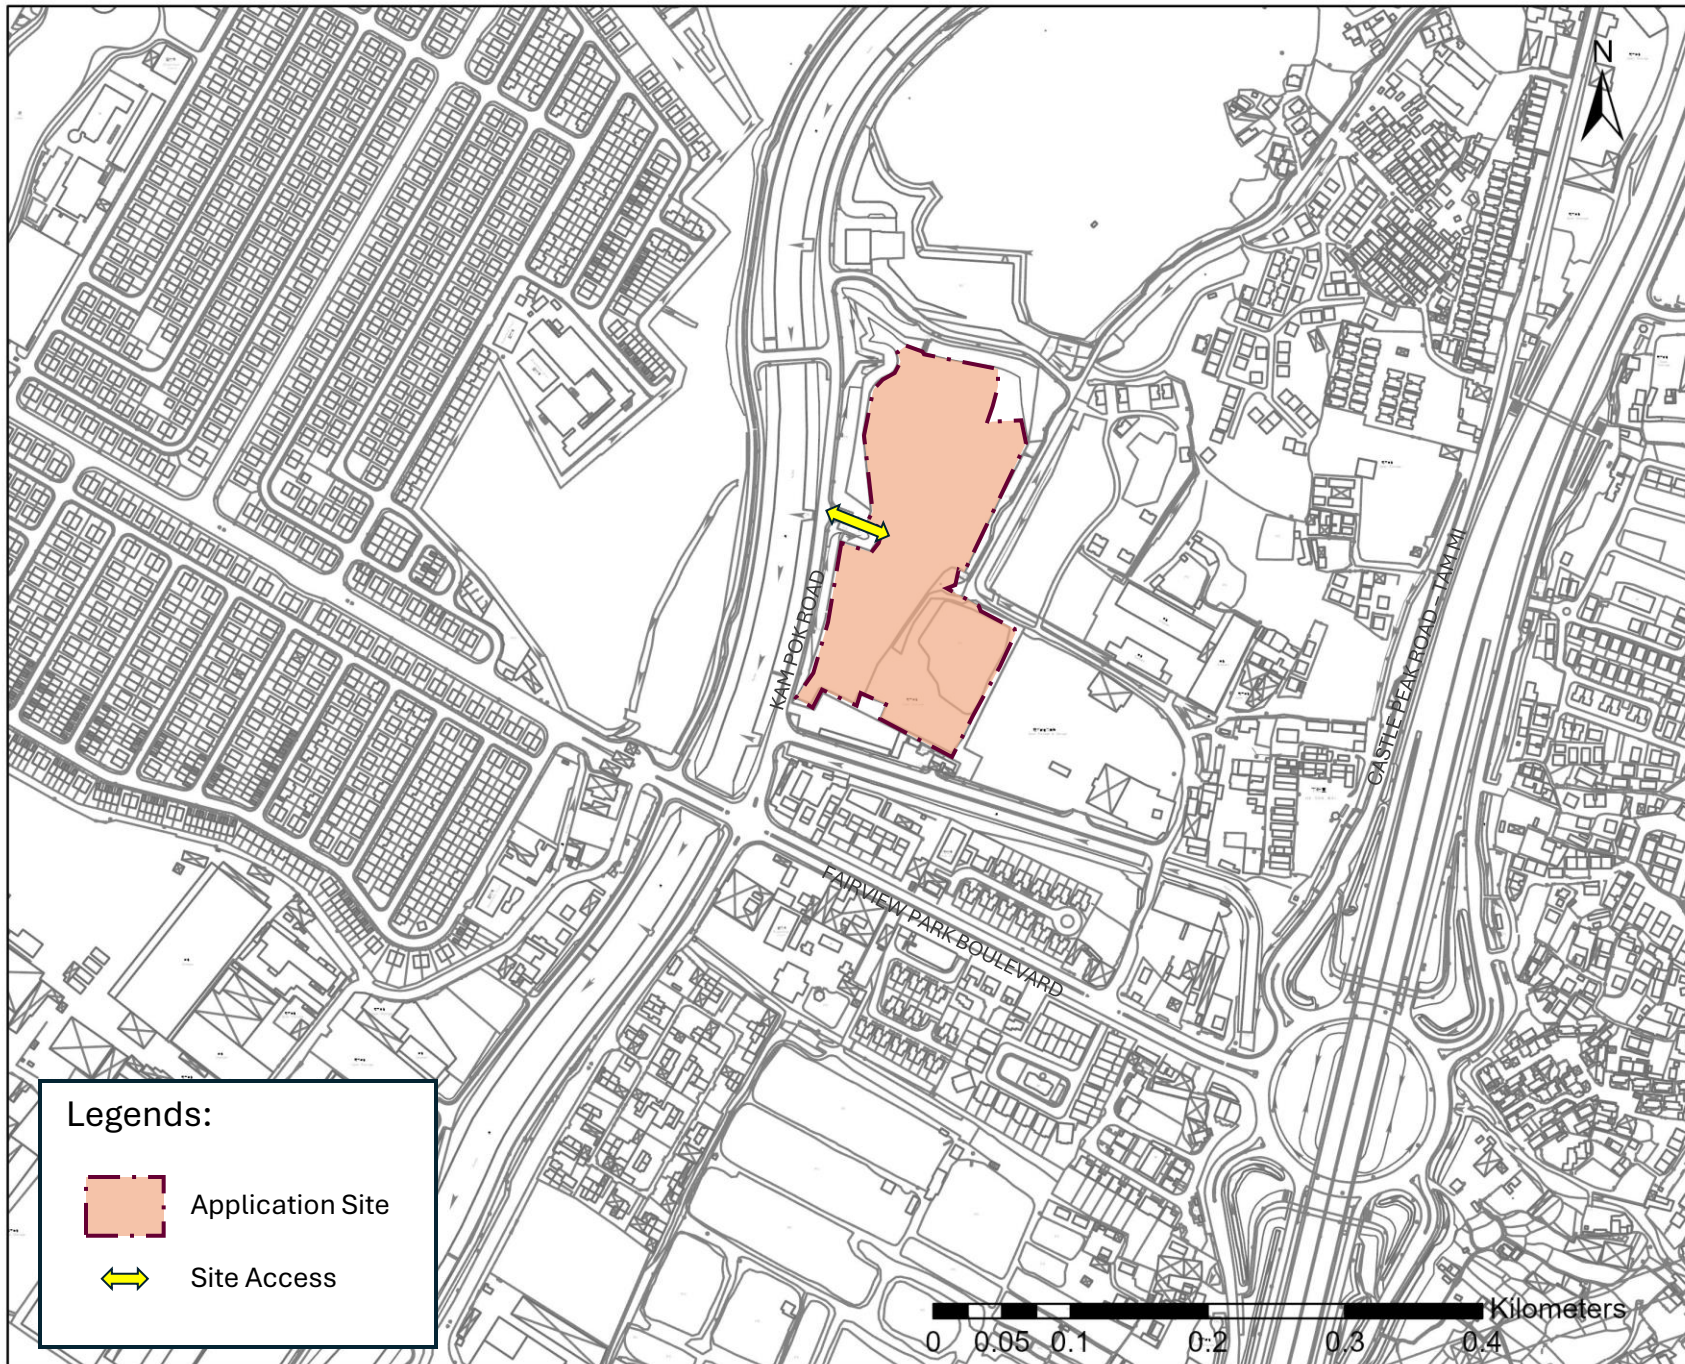 N
KAM POK ROAD
CASTLE PEAK ROAD - TAM MI
FAIRVIEW PARK BOULEVARD
Legends:
Application Site
Site Access
Kilometers
0 0.05 0.1 0.2 0.3 0.4